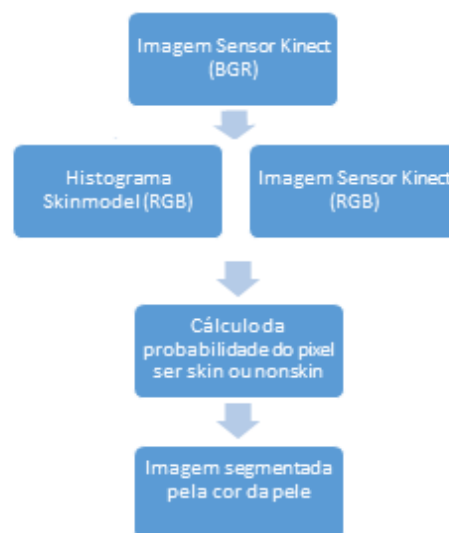 Imagem Sensor Kinect
(BGR)
Histograma
Skinmodel (RGB)
Imagem Sensor Kinect
(RGB)
Cálculo da
probabilidade do pixel
ser skin ou nonskin
Imagem segmentada
pela cor da pele